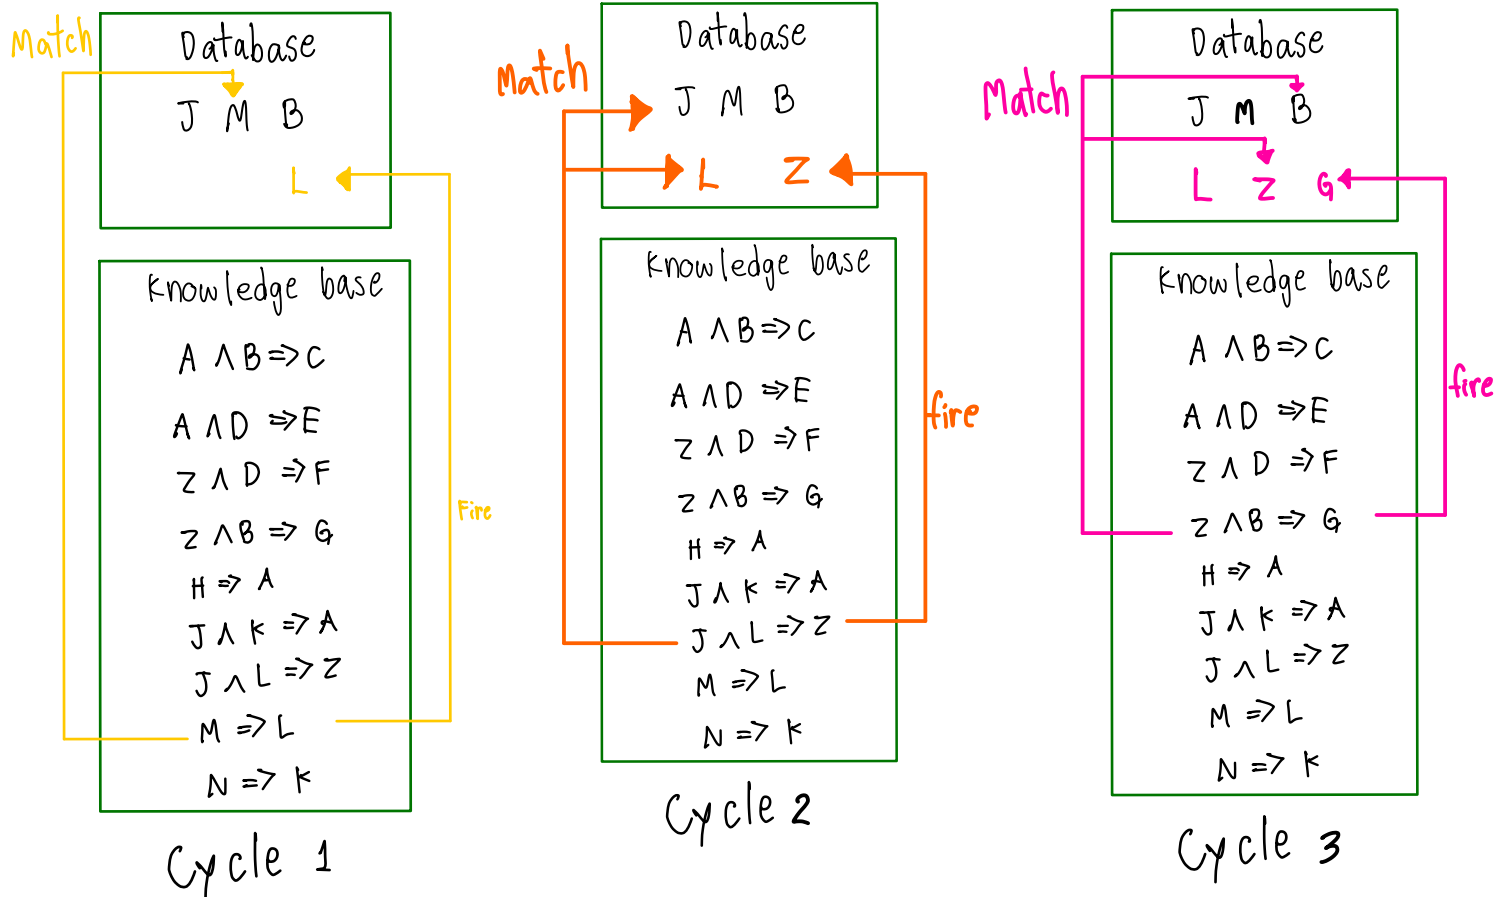 Match
Database
J M B
L
Knowledge base
A ∧ B => C
A ∧ D => E
Z ∧ D => F
Z ∧ B => G
H => A
J ∧ K => A
J ∧ L => Z
M => L
N => K
Fire
Cycle 1
Match
Database
J M B
L Z
Knowledge base
A ∧ B => C
A ∧ D => E
Z ∧ D => F
Z ∧ B => G
H => A
J ∧ K => A
J ∧ L => Z
M => L
N => K
fire
Cycle 2
Match
Database
J M B
L Z G
Knowledge base
A ∧ B => C
A ∧ D => E
Z ∧ D => F
Z ∧ B => G
H => A
J ∧ K => A
J ∧ L => Z
M => L
N => K
fire
Cycle 3